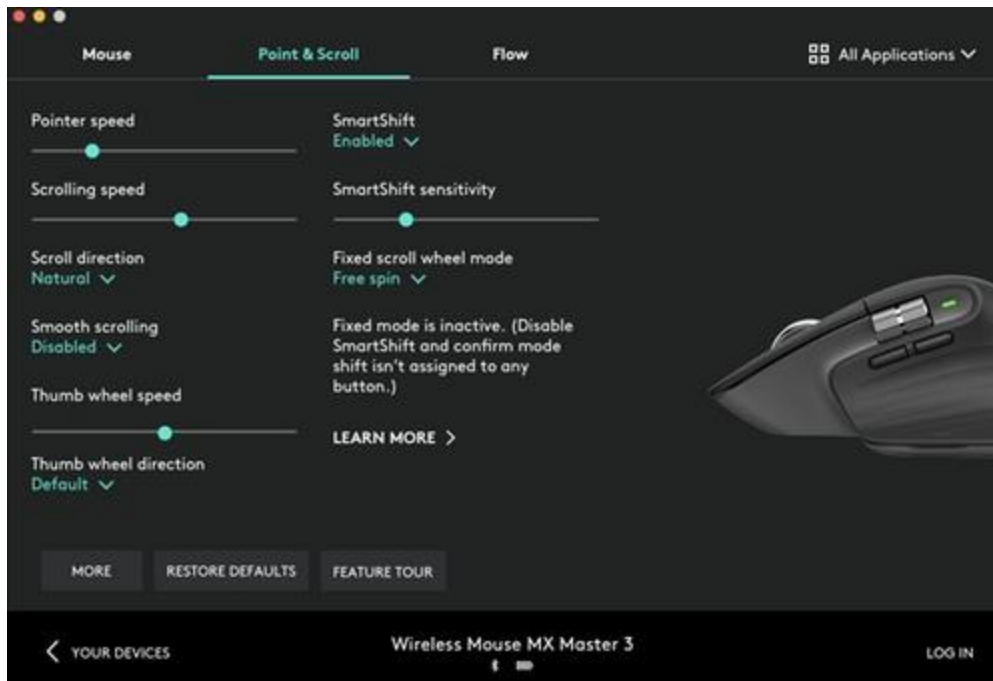 Mouse
Point & Scroll
Flow
All Applications
Pointer speed
Scrolling speed
Scroll direction
Natural
Smooth scrolling
Disabled
Thumb wheel speed
Thumb wheel direction
Default
SmartShift
Enabled
SmartShift sensitivity
Fixed scroll wheel mode
Free spin
Fixed mode is inactive. (Disable
SmartShift and confirm mode
shift isn't assigned to any
button.)
LEARN MORE
MORE
RESTORE DEFAULTS
FEATURE TOUR
YOUR DEVICES
Wireless Mouse MX Master 3
LOG IN